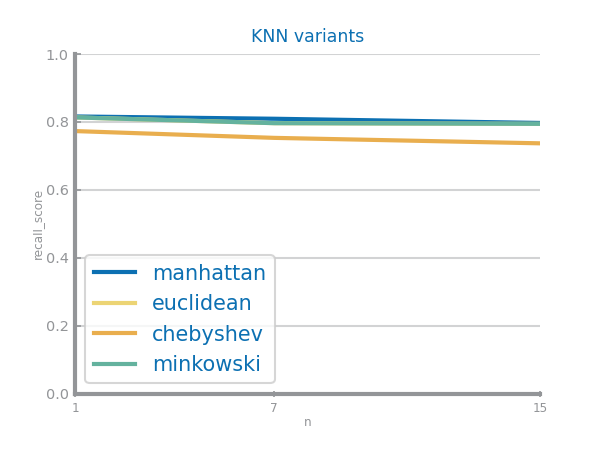 KNN variants
1.0
0.8
0.6
0.4
0.2
0.0
recall_score
manhattan
euclidean
chebyshev
minkowski
1 7 15
n